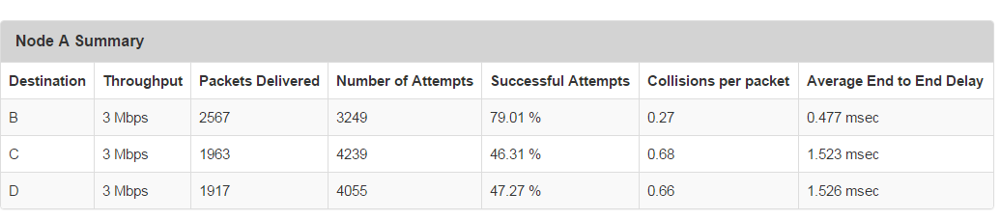 Node A Summary
Destination Throughput Packets Delivered Number of Attempts Successful Attempts Collisions per packet Average End to End Delay
B 3 Mbps 2567 3249 79.01 % 0.27 0.477 msec
C 3 Mbps 1963 4239 46.31 % 0.68 1.523 msec
D 3 Mbps 1917 4055 47.27 % 0.66 1.526 msec